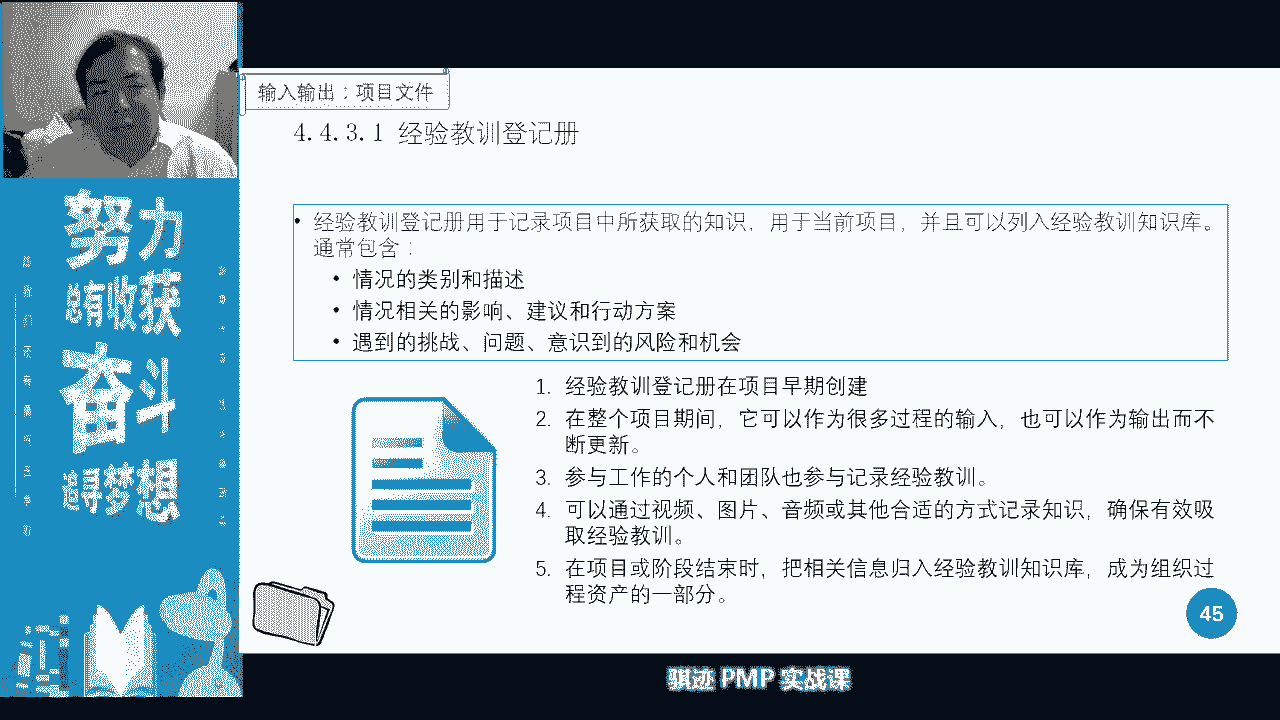 输入输出：项目文件
4.4.3.1 经验教训登记册
• 经验教训登记册用于记录项目中所获取的知识，用于当前项目，并且可以列入经验教训知识库。
通常包含：
• 情况的类别和描述
• 情况相关的影响、建议和行动方案
• 遇到的挑战、问题、意识到的风险和机会
1. 经验教训登记册在项目早期创建
2. 在整个项目期间，它可以作为很多过程的输入，也可以作为输出而不
断更新。
3. 参与工作的个人和团队也参与记录经验教训。
4. 可以通过视频、图片、音频或其他合适的方式记录知识，确保有效吸
取经验教训。
5. 在项目或阶段结束时，把相关信息归入经验教训知识库，成为组织过
程资产的一部分。
45
努力
总有收获
奋斗
追寻梦想
骐迹 PMP 实战课